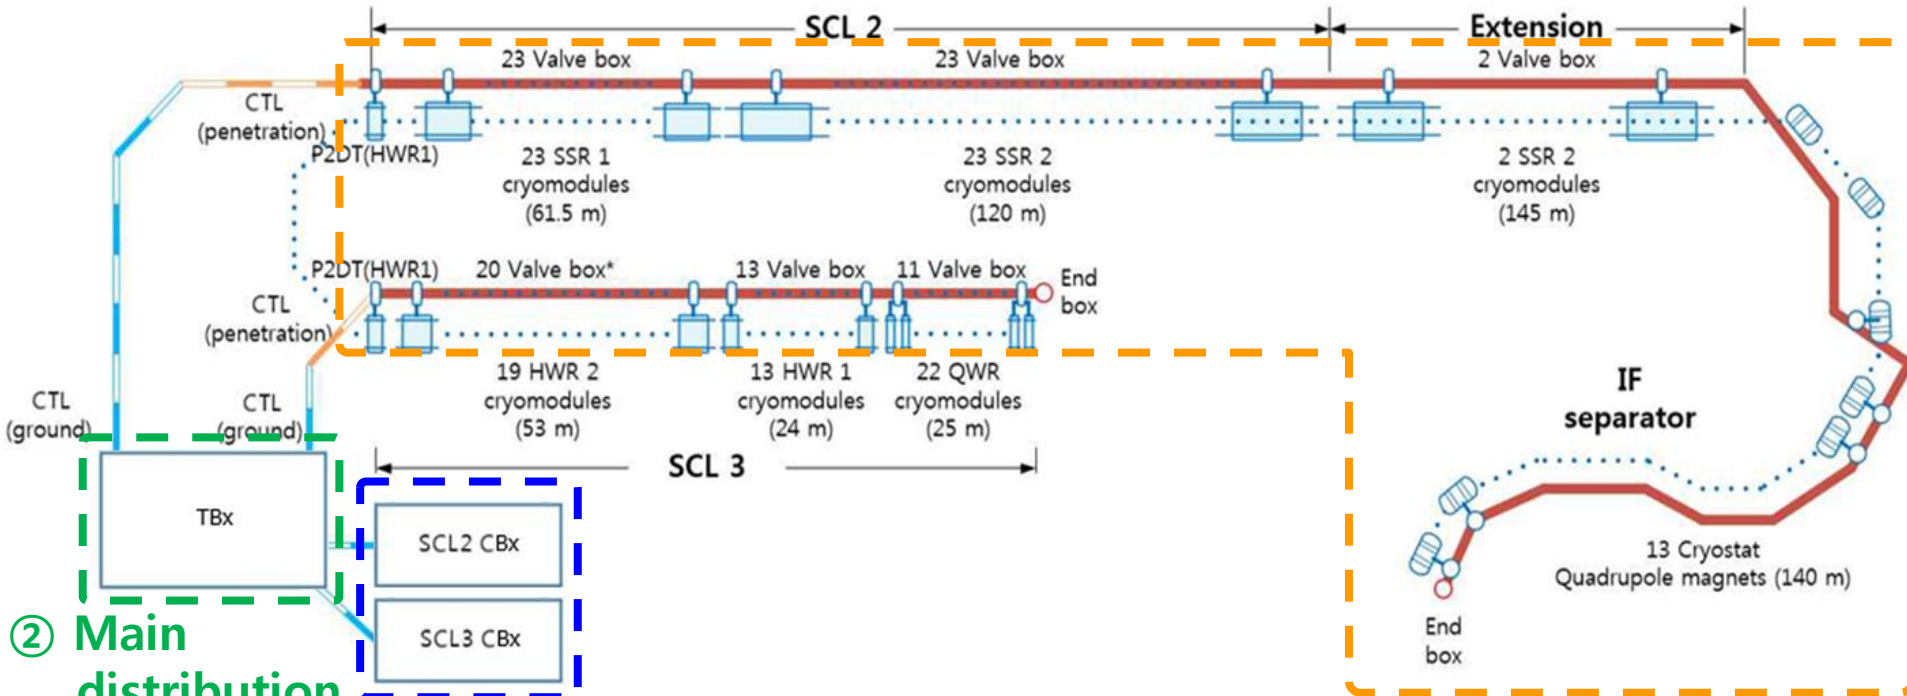 SCL 2
Extension
23 Valve box
23 Valve box
2 Valve box
CTL
(penetration)
P2DT(HWR1)
23 SSR 1
cryomodules
(61.5 m)
23 SSR 2
cryomodules
(120 m)
2 SSR 2
cryomodules
(145 m)
P2DT(HWR1)
20 Valve box*
13 Valve box
11 Valve box
End
box
CTL
(penetration)
19 HWR 2
cryomodules
(53 m)
13 HWR 1
cryomodules
(24 m)
22 QWR
cryomodules
(25 m)
IF
separator
CTL
(ground)
CTL
(ground)
SCL 3
TBx
SCL2 CBx
SCL3 CBx
13 Cryostat
Quadrupole magnets (140 m)
End
box
② Main
distribution